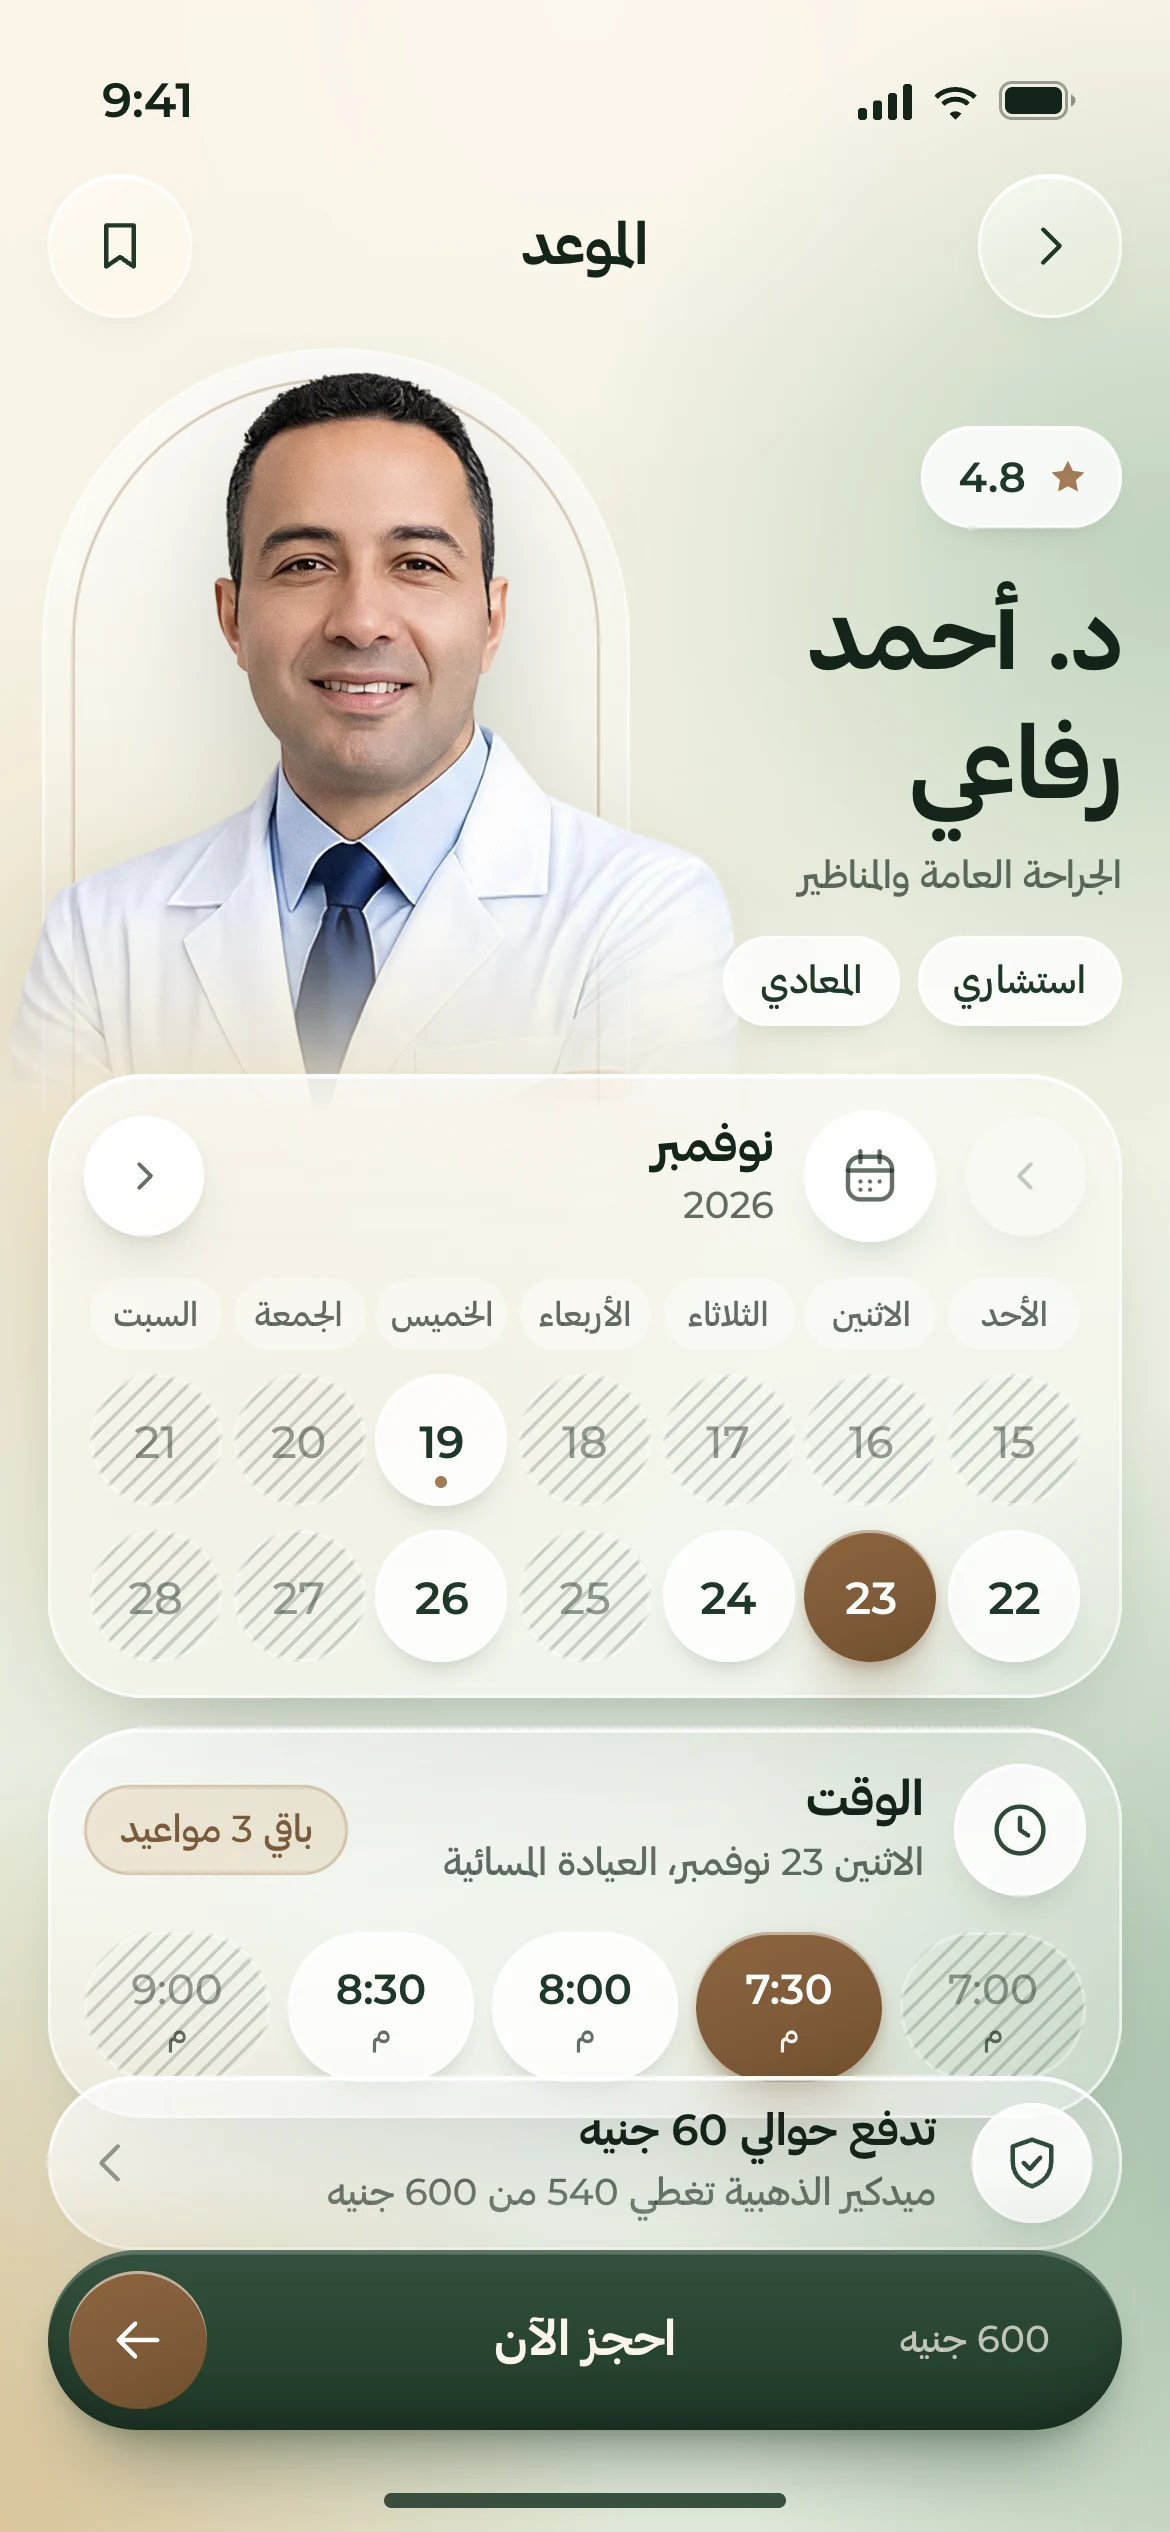 9:41
الموعد
4.8
د. أحمد
رفاعي
الجراحة العامة والمناظير
استشاري المعادي
نوفمبر
2026
الأحد الاثنين الثلاثاء الأربعاء الخميس الجمعة السبت
15 16 17 18 19 20 21
22 23 24 25 26 27 28
الوقت
باقي 3 مواعيد
الاثنين 23 نوفمبر، العيادة المسائية
7:00 م
7:30 م
8:00 م
8:30 م
9:00 م
تدفع حوالي 60 جنيه
ميدكير الذهبية تغطي 540 من 600 جنيه
600 جنيه
احجز الآن